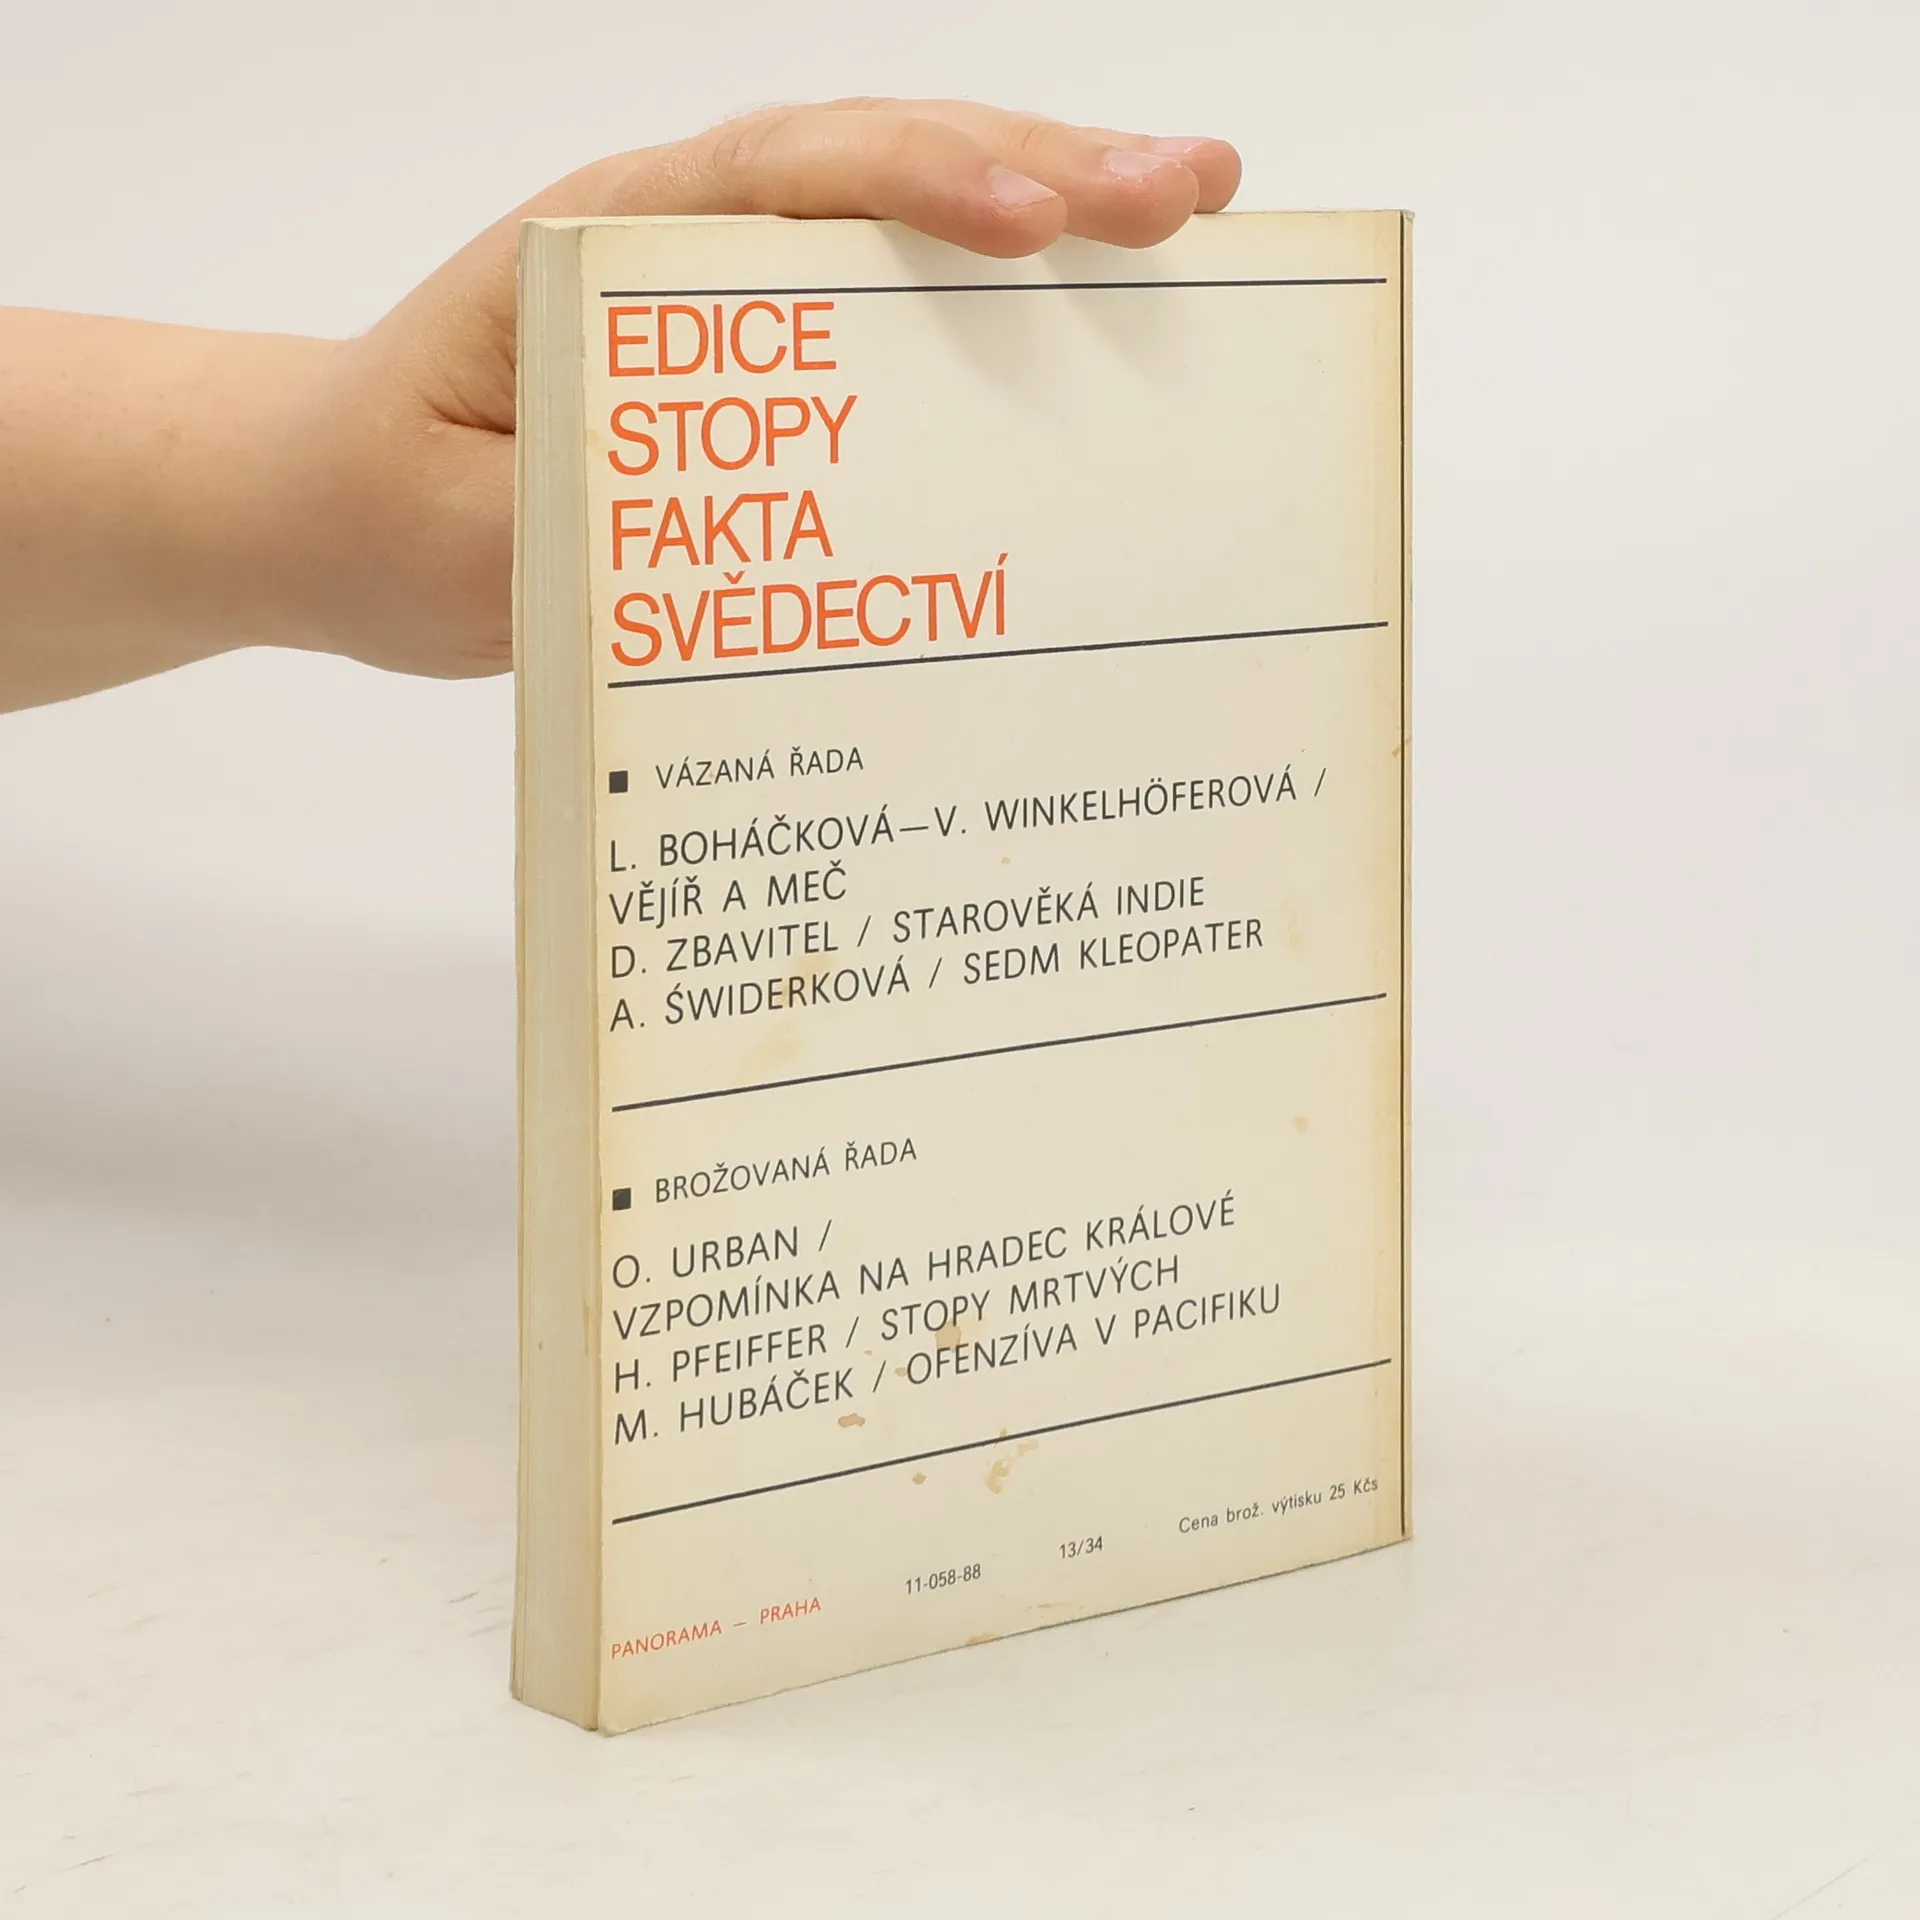 EDICE
STOPY
FAKTA
SVĚDECTVÍ
■ VÁZANÁ ŘADA
L. BOHÁČKOVÁ—V. WINKELHÖFEROVÁ /
VĚJÍŘ A MEČ
D. ZBAVITEL / STAROVĚKÁ INDIE
A. ŚWIDERKOVÁ / SEDM KLEOPATER
■ BROŽOVANÁ ŘADA
O. URBAN /
VZPOMÍNKA NA HRADEC KRÁLOVÉ
H. PFEIFFER / STOPY MRTVÝCH
M. HUBÁČEK / OFENZÍVA V PACIFIKU
PANORAMA – PRAHA 11-058-88 13/34 Cena brož. výtisku 25 Kčs